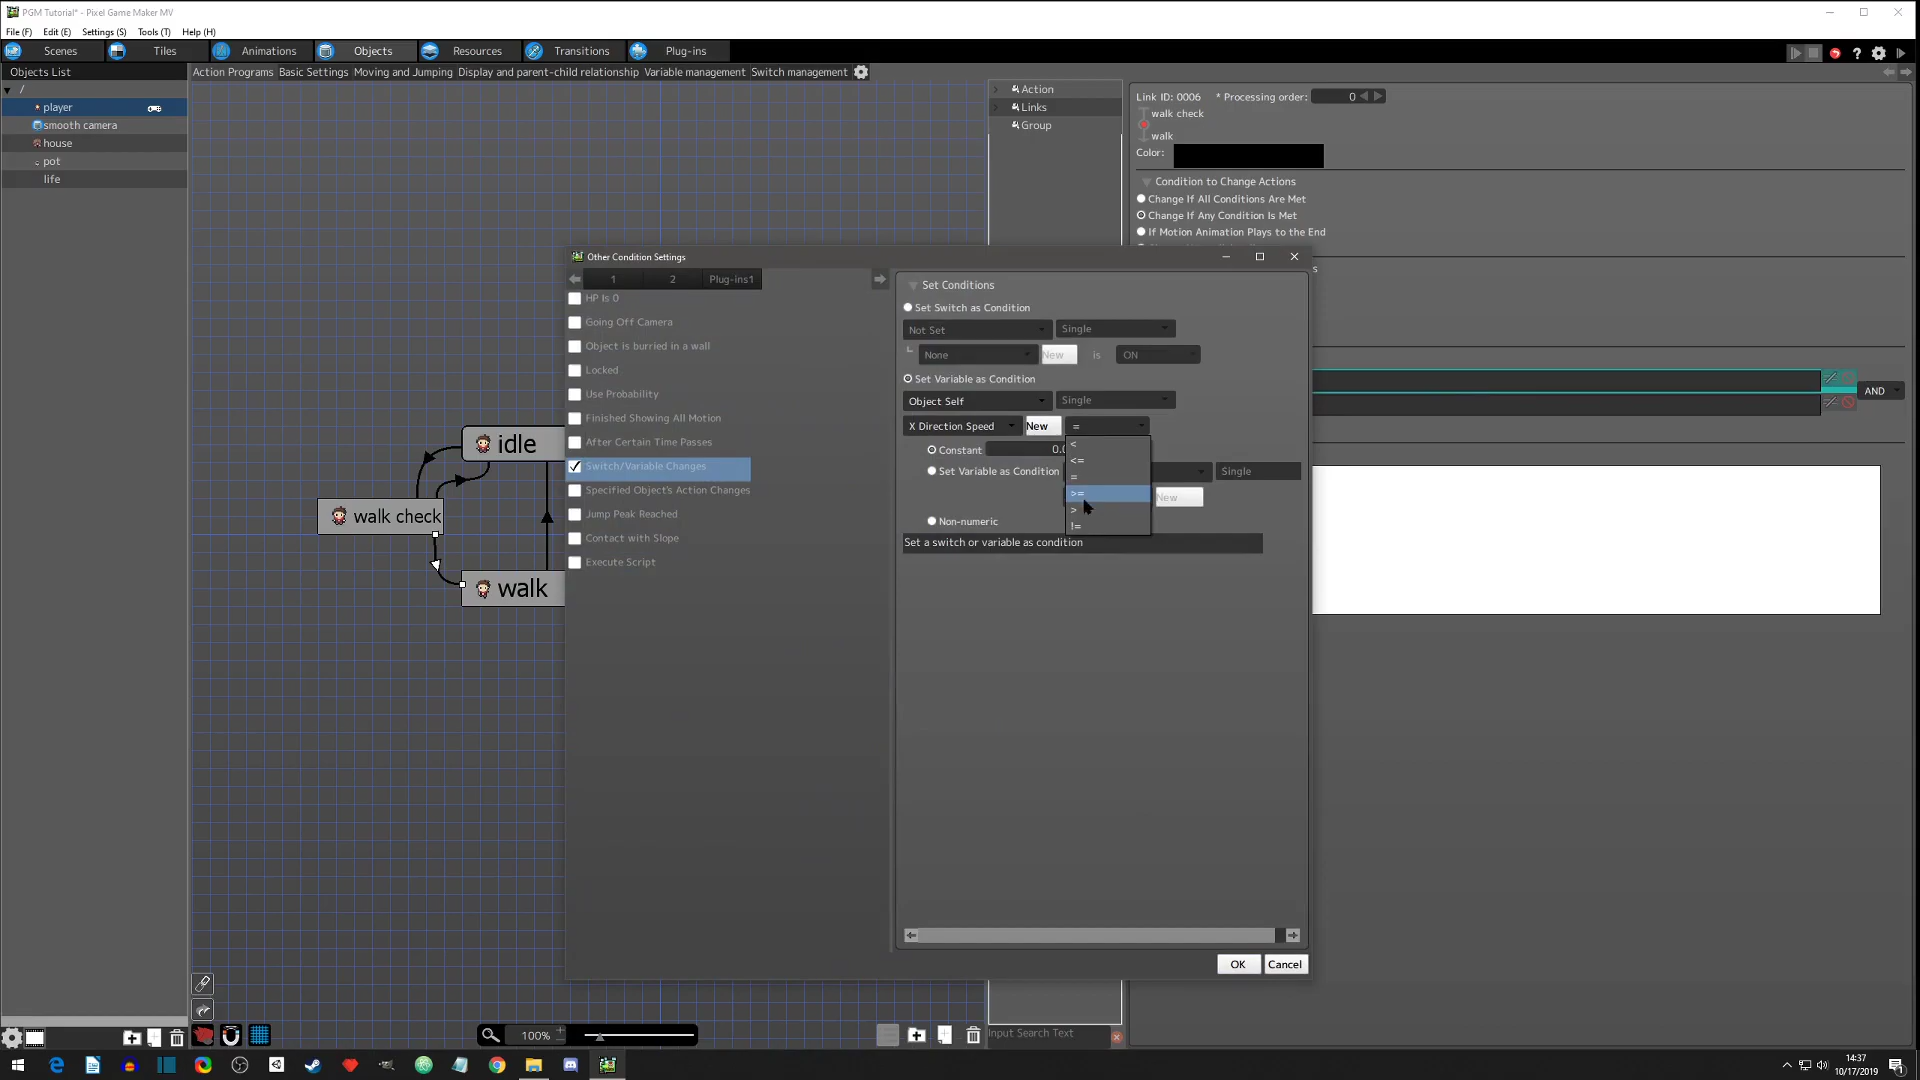 PGM Tutorial* - Pixel Game Maker MV
File (F) Edit (E) Settings (S) Tools (T) Help (H)
Scenes Tiles Animations Objects Resources Transitions Plug-ins
Objects List
Action Programs Basic Settings Moving and Jumping Display and parent-child relationship Variable management Switch management
/
player
smooth camera
house
pot
life
Action
Links
Group
Link ID: 0006 * Processing order: 0
walk check
walk
Color:
Condition to Change Actions
Change If All Conditions Are Met
Change If Any Condition Is Met
If Motion Animation Plays to the End
s
AND
idle
walk check
walk
Other Condition Settings
1 2 Plug-ins1
HP Is 0
Going Off Camera
Object is burried in a wall
Locked
Use Probability
Finished Showing All Motion
After Certain Time Passes
Switch/Variable Changes
Specified Object's Action Changes
Jump Peak Reached
Contact with Slope
Execute Script
Set Conditions
Set Switch as Condition
Not Set Single
None New is ON
Set Variable as Condition
Object Self Single
X Direction Speed New =
<
<=
=
>=
>
!=
Constant 0.0
Set Variable as Condition Single
New
Non-numeric
Set a switch or variable as condition
OK Cancel
100%
Input Search Text
14:37
10/17/2019